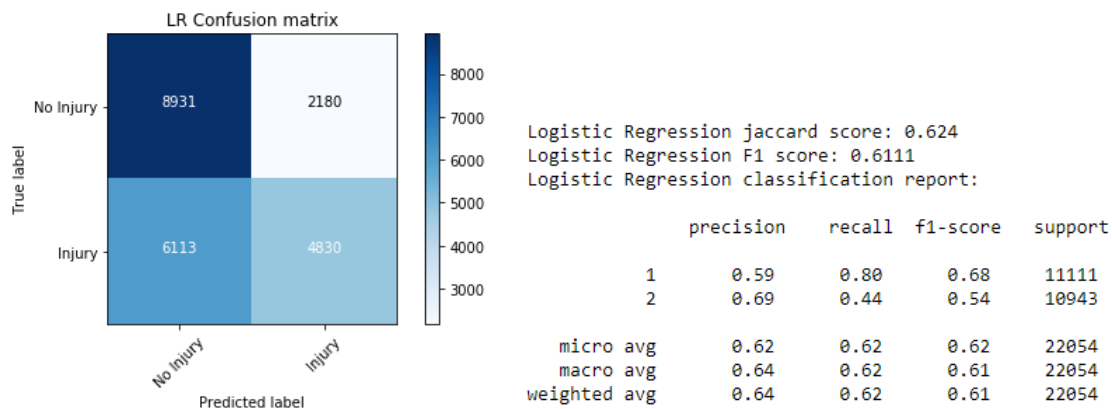 LR Confusion matrix
No Injury
8931
2180
Injury
6113
4830
True label
No Injury
Injury
Predicted label
8000
7000
6000
5000
4000
3000
Logistic Regression jaccard score: 0.624
Logistic Regression F1 score: 0.6111
Logistic Regression classification report:
precision recall f1-score support
1 0.59 0.80 0.68 11111
2 0.69 0.44 0.54 10943
micro avg 0.62 0.62 0.62 22054
macro avg 0.64 0.62 0.61 22054
weighted avg 0.64 0.62 0.61 22054